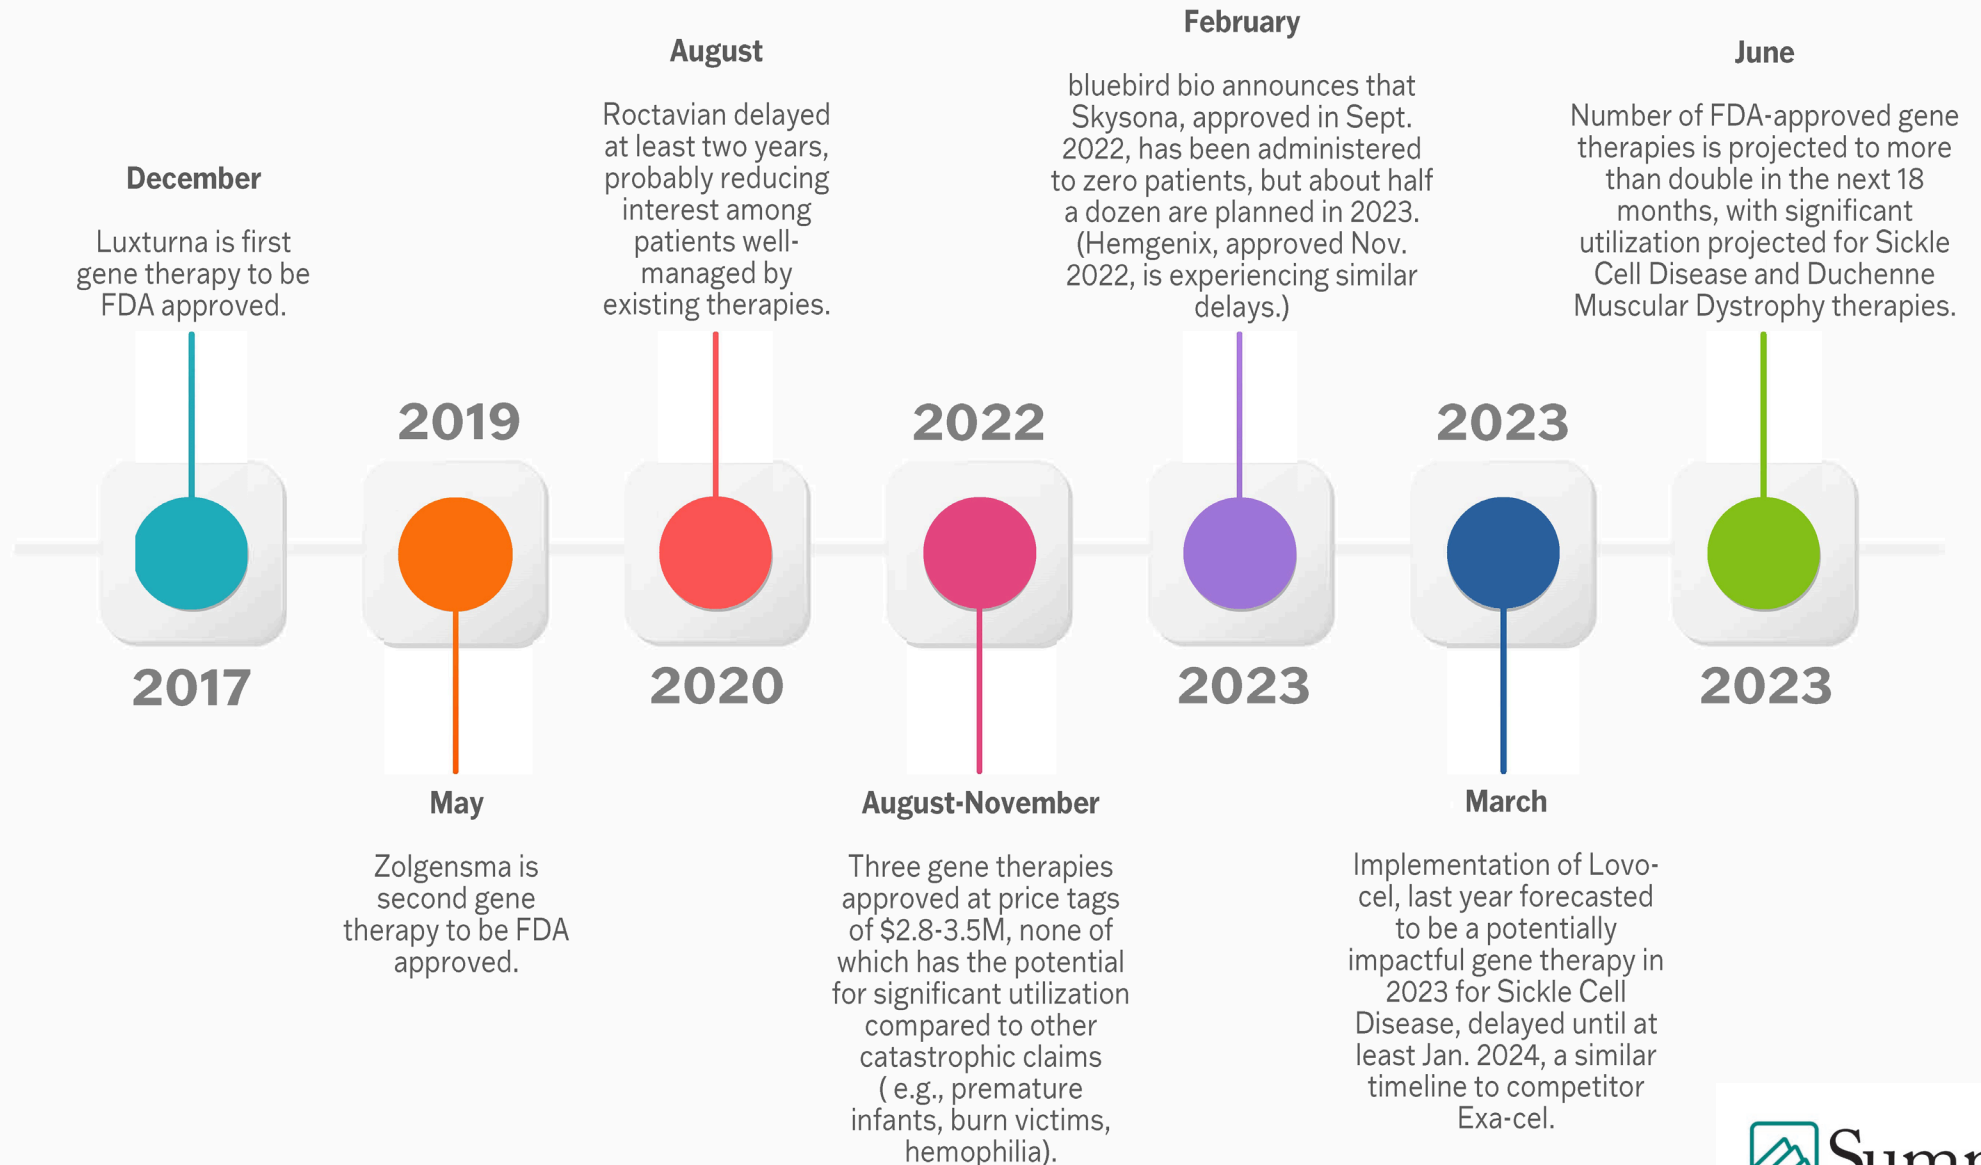 December
Luxturna is first
gene therapy to be
FDA approved.
2017
2019
May
Zolgensma is
second gene
therapy to be FDA
approved.
August
Roctavian delayed
at least two years,
probably reducing
interest among
patients well-
managed by
existing therapies.
2020
2022
August-November
Three gene therapies
approved at price tags
of $2.8-3.5M, none of
which has the potential
for significant utilization
compared to other
catastrophic claims
( e.g., premature
infants, burn victims,
hemophilia).
February
bluebird bio announces that
Skysona, approved in Sept.
2022, has been administered
to zero patients, but about half
a dozen are planned in 2023.
(Hemgenix, approved Nov.
2022, is experiencing similar
delays.)
2023
2023
March
Implementation of Lovo-
cel, last year forecasted
to be a potentially
impactful gene therapy in
2023 for Sickle Cell
Disease, delayed until at
least Jan. 2024, a similar
timeline to competitor
Exa-cel.
June
Number of FDA-approved gene
therapies is projected to more
than double in the next 18
months, with significant
utilization projected for Sickle
Cell Disease and Duchenne
Muscular Dystrophy therapies.
2023